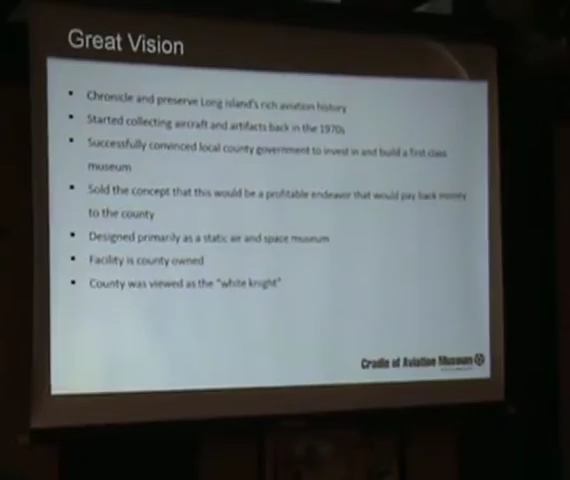 Great Vision
▪ Chronicle and preserve Long island's rich aviation history
▪ Started collecting aircraft and artifacts back in the 1970s
▪ Successfully convinced local county government to invest in and build a first class
museum
▪ Sold the concept that this would be a profitable endeavor that would pay back money
to the county
▪ Designed primarily as a static air and space museum
▪ Facility is county owned
▪ County was viewed as the "white knight"
Cradle of Aviation Museum